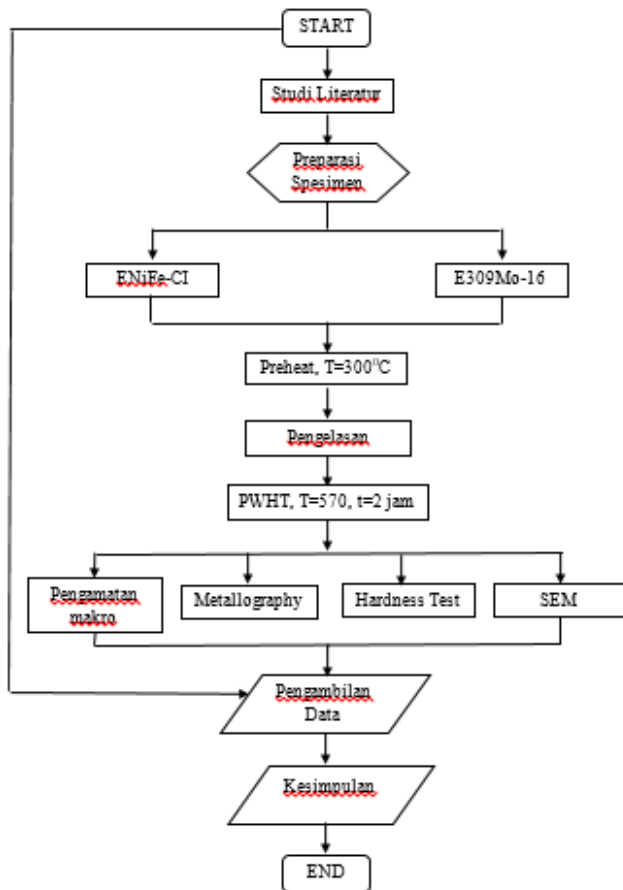 START
Studi Literatur
Preparasi
Spesimen
ENiFe-CI
E309Mo-16
Preheat, T=300°C
Pengelasan
PWHT, T=570, t=2 jam
Pengamatan
makro
Metallography
Hardness Test
SEM
Pengambilan
Data
Kesimpulan
END